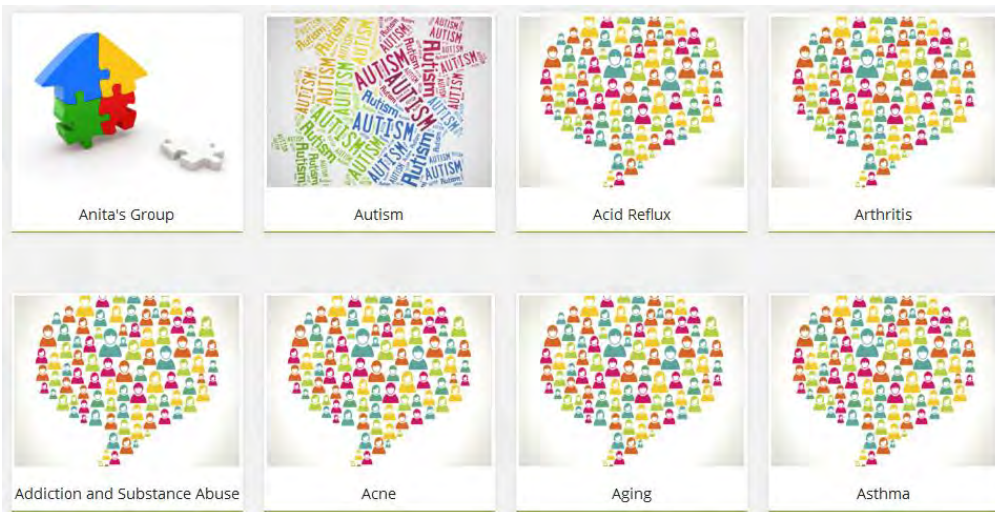 Anita's Group
Autism
Acid Reflux
Arthritis
Addiction and Substance Abuse
Acne
Aging
Asthma